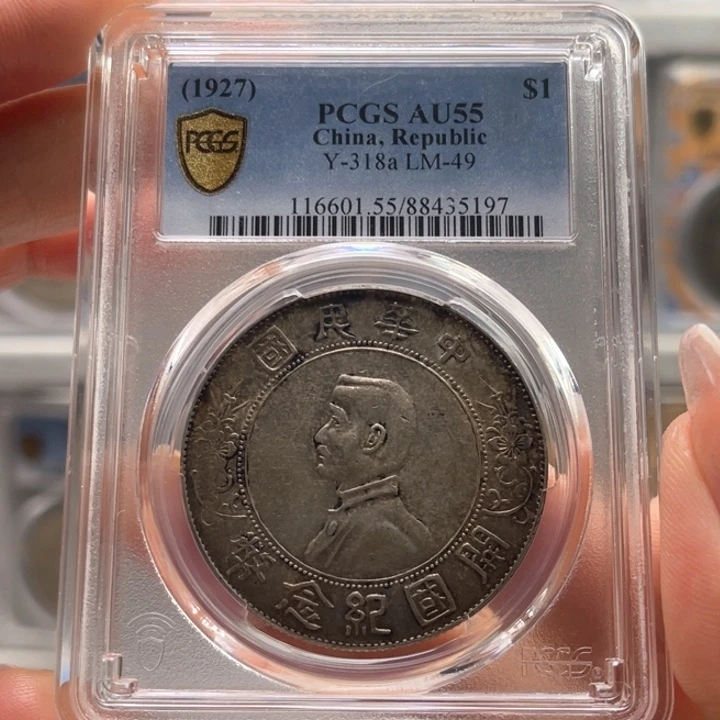 (1927) $1
PCGS
PCGS AU55
China, Republic
Y-318a LM-49
116601.55/88435197
中華民國
開國紀念幣
PCGS